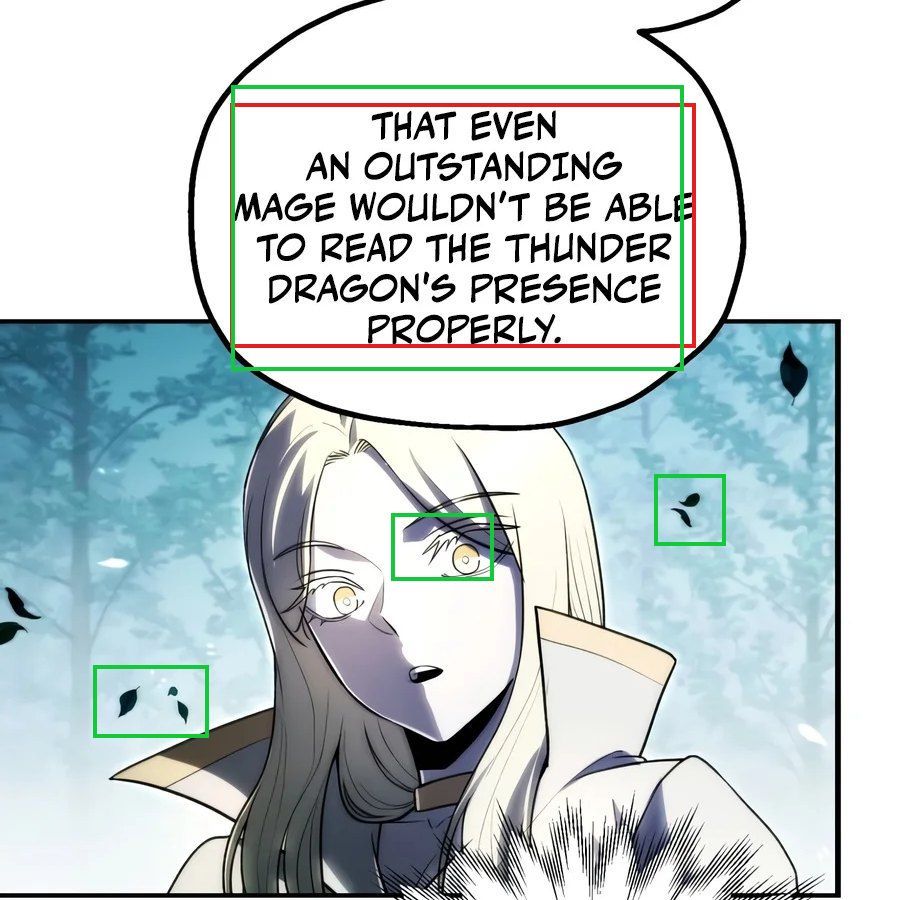 THAT EVEN
AN OUTSTANDING
MAGE WOULDN'T BE ABLE
TO READ THE THUNDER
DRAGON'S PRESENCE
PROPERLY.